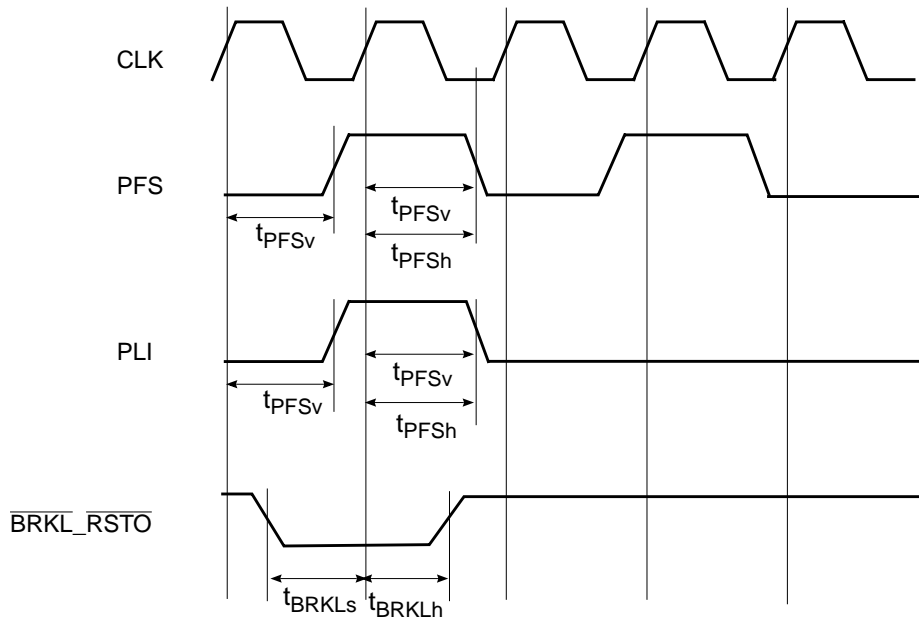 CLK
PFS
tPFSv
tPFSv
tPFSh
PLI
tPFSv
tPFSv
tPFSh
BRKL_RSTO
tBRKLs
tBRKLh